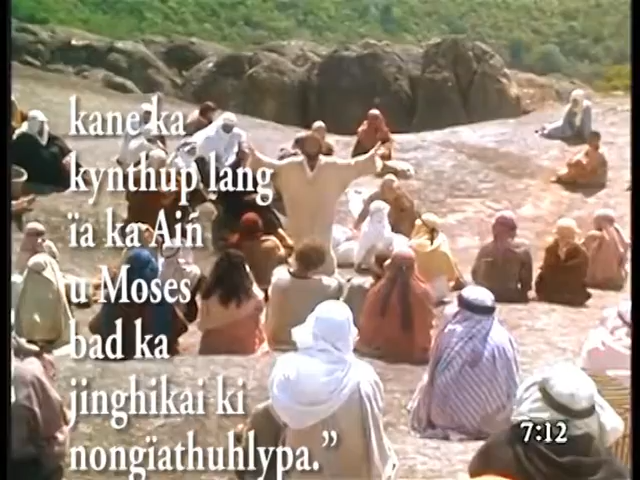 kane ka
kynthup lang
ïa ka Aiñ
u Moses
bad ka
jinghikai ki
nongïathuhlypa.”
7:12